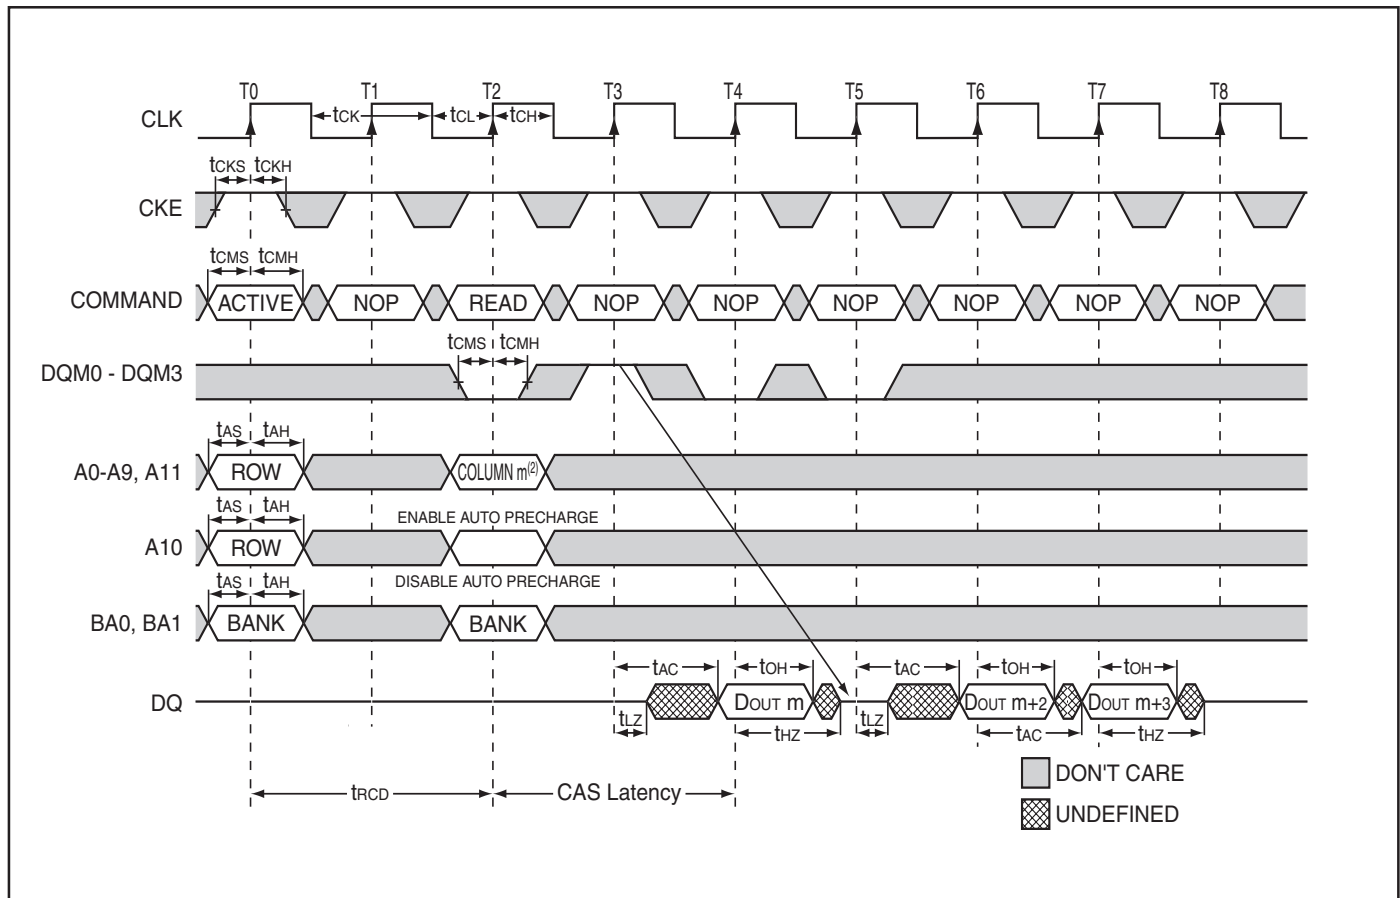 T0 T1 T2 T3 T4 T5 T6 T7 T8
CLK
tCK tCL tCH
tCKS tCKH
CKE
tCMS tCMH
COMMAND ACTIVE NOP READ NOP NOP NOP NOP NOP NOP
tCMS tCMH
DQM0 - DQM3
tAS tAH
A0-A9, A11 ROW COLUMN m(2)
tAS tAH ENABLE AUTO PRECHARGE
A10 ROW
tAS tAH DISABLE AUTO PRECHARGE
BA0, BA1 BANK BANK
tAC tOH tAC tOH tOH
DQ DOUT m DOUT m+2 DOUT m+3
tLZ tHZ tLZ tAC tHZ
DON'T CARE
tRCD CAS Latency
UNDEFINED